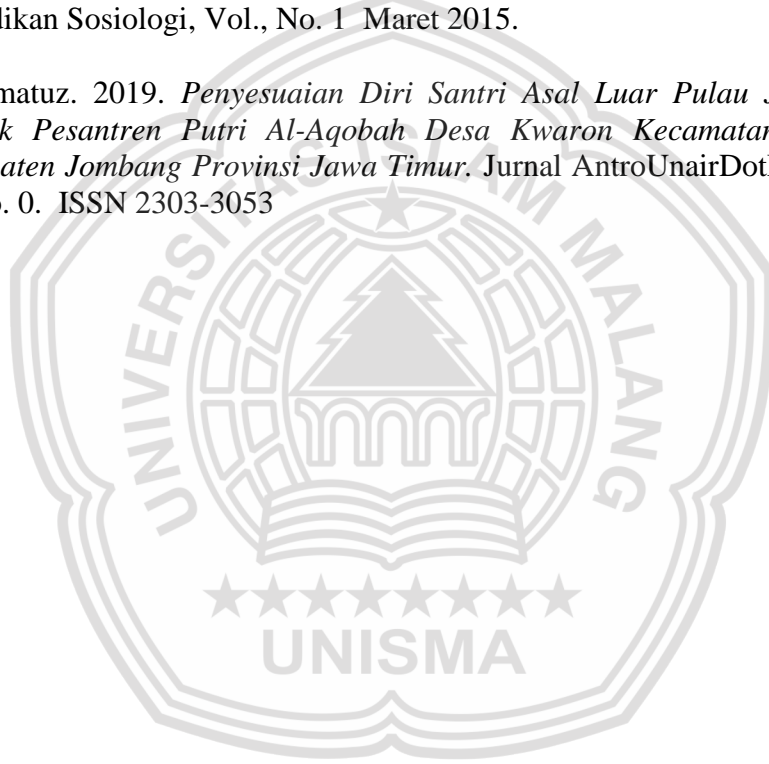 dikan Sosiologi, Vol., No. 1 Maret 2015.
matuz. 2019. Penyesuaian Diri Santri Asal Luar Pulau J
k Pesantren Putri Al-Aqobah Desa Kwaron Kecamatan
aten Jombang Provinsi Jawa Timur. Jurnal AntroUnairDot
. 0. ISSN 2303-3053
UNIVERSITAS ISLAM MALANG
UNISMA